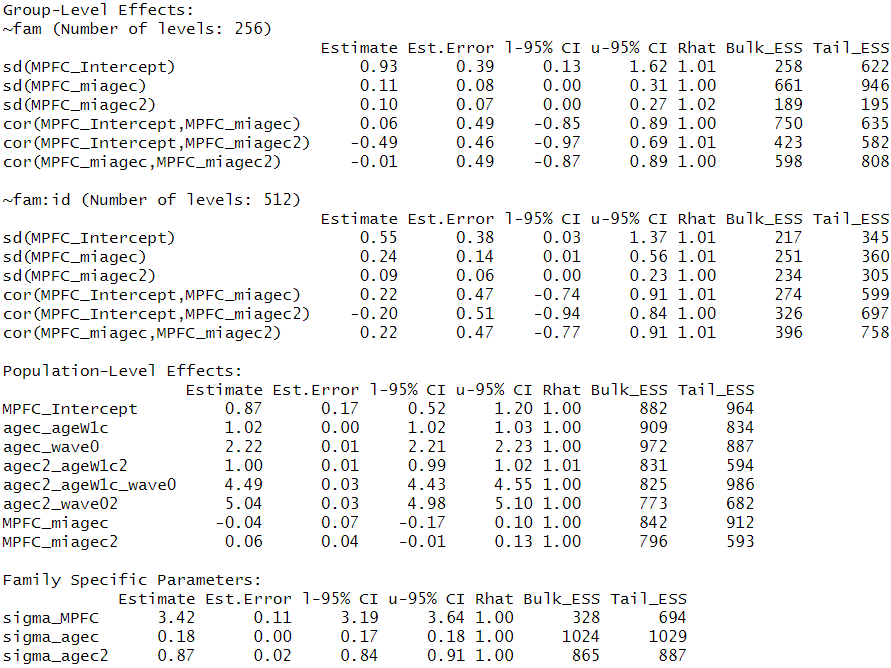 Group-Level Effects:
~fam (Number of levels: 256)
Estimate Est.Error l-95% CI u-95% CI Rhat Bulk_ESS Tail_ESS
sd(MPFC_Intercept) 0.93 0.39 0.13 1.62 1.01 258 622
sd(MPFC_miagec) 0.11 0.08 0.00 0.31 1.00 661 946
sd(MPFC_miagec2) 0.10 0.07 0.00 0.27 1.02 189 195
cor(MPFC_Intercept,MPFC_miagec) 0.06 0.49 -0.85 0.89 1.00 750 635
cor(MPFC_Intercept,MPFC_miagec2) -0.49 0.46 -0.97 0.69 1.01 423 582
cor(MPFC_miagec,MPFC_miagec2) -0.01 0.49 -0.87 0.89 1.00 598 808
~fam:id (Number of levels: 512)
Estimate Est.Error l-95% CI u-95% CI Rhat Bulk_ESS Tail_ESS
sd(MPFC_Intercept) 0.55 0.38 0.03 1.37 1.01 217 345
sd(MPFC_miagec) 0.24 0.14 0.01 0.56 1.01 251 360
sd(MPFC_miagec2) 0.09 0.06 0.00 0.23 1.00 234 305
cor(MPFC_Intercept,MPFC_miagec) 0.22 0.47 -0.74 0.91 1.01 274 599
cor(MPFC_Intercept,MPFC_miagec2) -0.20 0.51 -0.94 0.84 1.00 326 697
cor(MPFC_miagec,MPFC_miagec2) 0.22 0.47 -0.77 0.91 1.01 396 758
Population-Level Effects:
Estimate Est.Error l-95% CI u-95% CI Rhat Bulk_ESS Tail_ESS
MPFC_Intercept 0.87 0.17 0.52 1.20 1.00 882 964
agec_ageW1c 1.02 0.00 1.02 1.03 1.00 909 834
agec_wave0 2.22 0.01 2.21 2.23 1.00 972 887
agec2_ageW1c2 1.00 0.01 0.99 1.02 1.01 831 594
agec2_ageW1c_wave0 4.49 0.03 4.43 4.55 1.00 825 986
agec2_wave02 5.04 0.03 4.98 5.10 1.00 773 682
MPFC_miagec -0.04 0.07 -0.17 0.10 1.00 842 912
MPFC_miagec2 0.06 0.04 -0.01 0.13 1.00 796 593
Family Specific Parameters:
Estimate Est.Error l-95% CI u-95% CI Rhat Bulk_ESS Tail_ESS
sigma_MPFC 3.42 0.11 3.19 3.64 1.00 328 694
sigma_agec 0.18 0.00 0.17 0.18 1.00 1024 1029
sigma_agec2 0.87 0.02 0.84 0.91 1.00 865 887